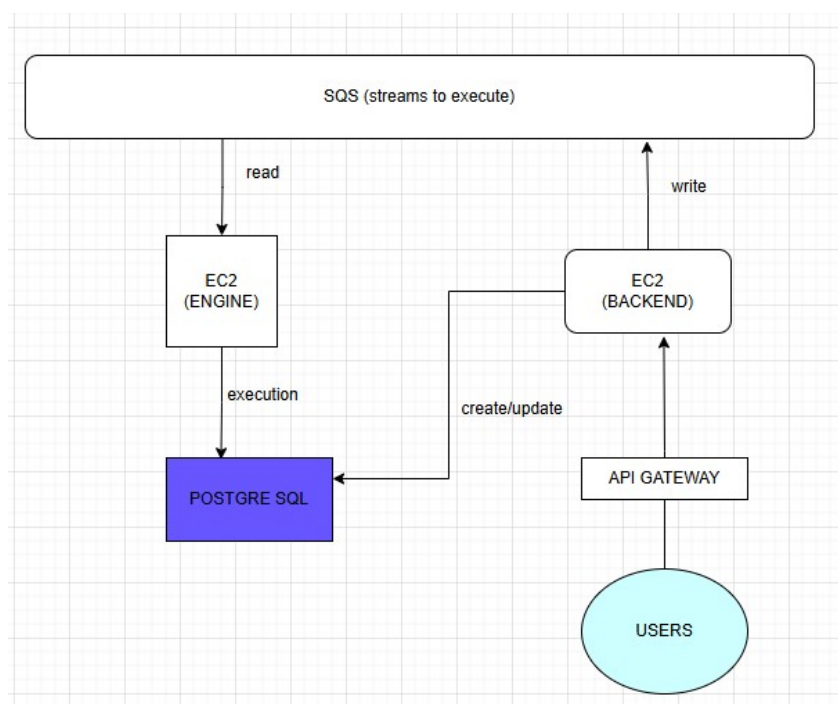 SQS (streams to execute)
read
write
EC2
(ENGINE)
EC2
(BACKEND)
execution
create/update
POSTGRE SQL
API GATEWAY
USERS